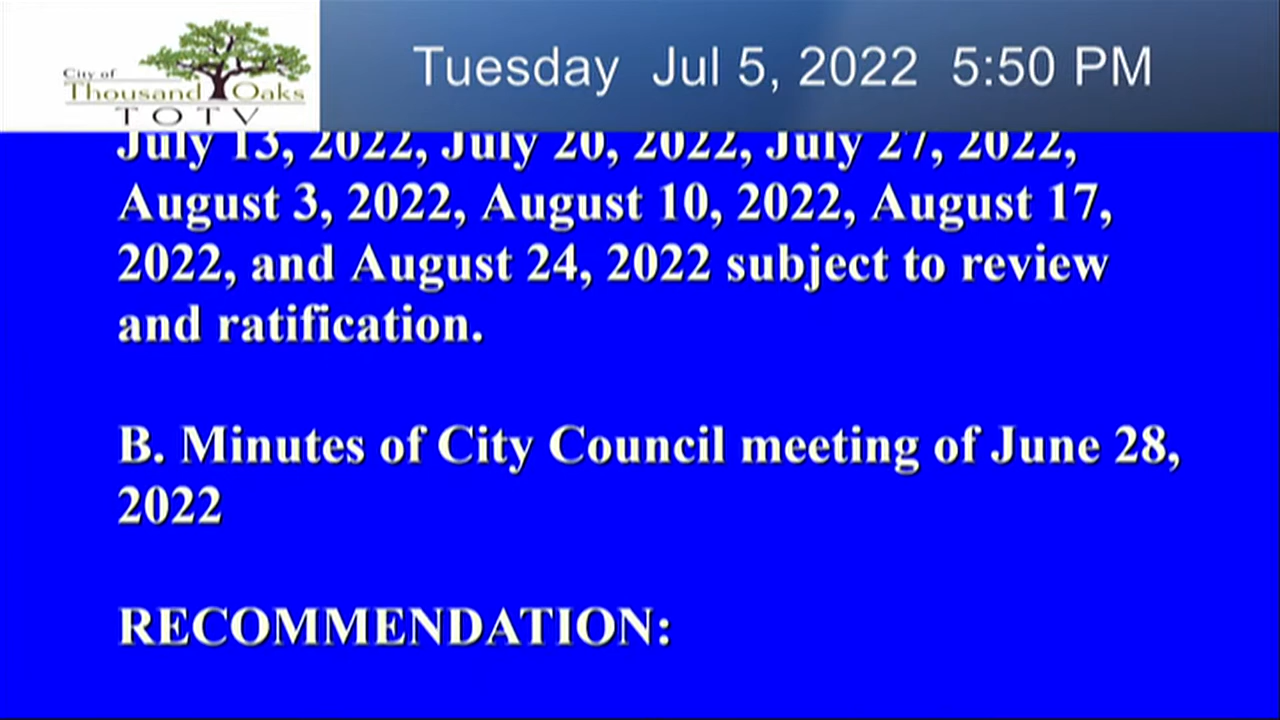 City of
Thousand Oaks
TOTV
Tuesday Jul 5, 2022 5:50 PM
July 13, 2022, July 20, 2022, July 27, 2022,
August 3, 2022, August 10, 2022, August 17,
2022, and August 24, 2022 subject to review
and ratification.
B. Minutes of City Council meeting of June 28,
2022
RECOMMENDATION: